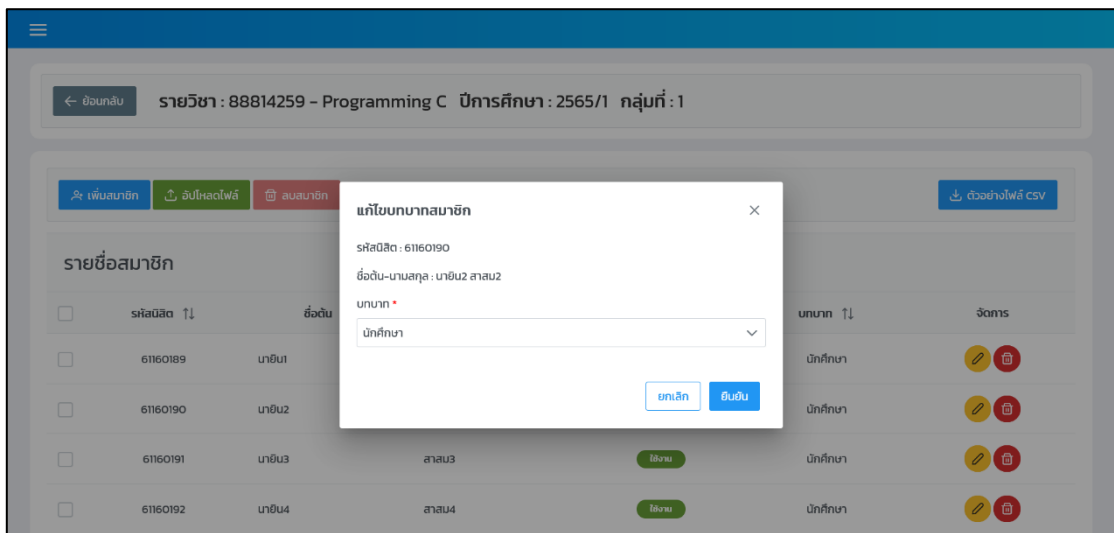 ย้อนกลับ รายวิชา : 88814259 – Programming C ปีการศึกษา : 2565/1 กลุ่มที่ : 1
เพิ่มสมาชิก อัปโหลดไฟล์ ลบสมาชิก ตัวอย่างไฟล์ CSV
แก้ไขบทบาทสมาชิก
รหัสนิสิต : 61160190
ชื่อต้น-นามสกุล : นายิน2 สาสม2
บทบาท *
นักศึกษา
ยกเลิก ยืนยัน
รายชื่อสมาชิก
รหัสนิสิต ชื่อต้น บทบาท จัดการ
61160189 นายิน1 นักศึกษา
61160190 นายิน2 นักศึกษา
61160191 นายิน3 สาสม3 ใช้งาน นักศึกษา
61160192 นายิน4 สาสม4 ใช้งาน นักศึกษา